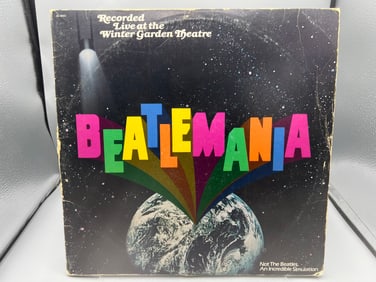 Recorded
Live at the
Winter Garden Theatre
BEATLEMANIA
Not The Beatles.
An Incredible Simulation